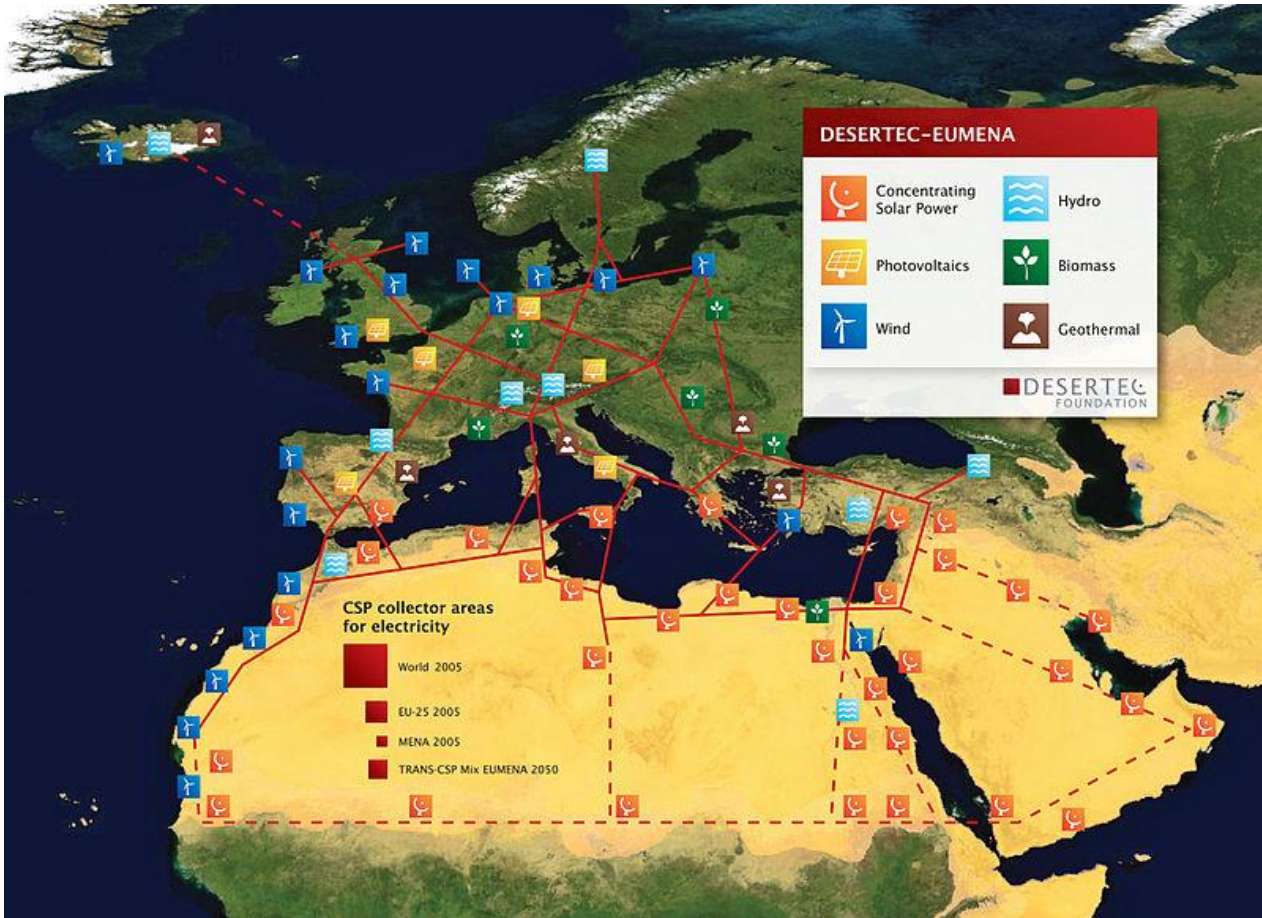 DESERTEC–EUMENA
Concentrating
Solar Power
Hydro
Photovoltaics
Biomass
Wind
Geothermal
DESERTEC
FOUNDATION
CSP collector areas
for electricity
World 2005
EU-25 2005
MENA 2005
TRANS-CSP Mix EUMENA 2050